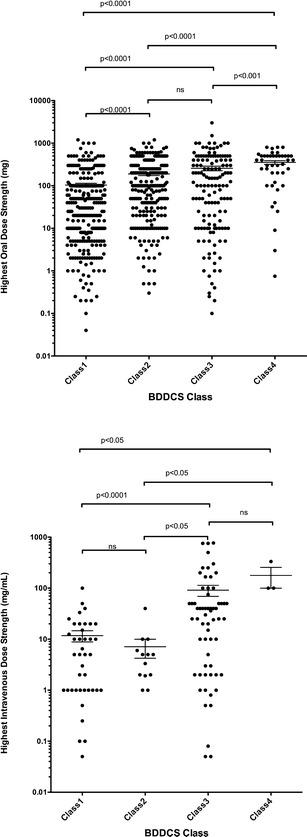 p<0.0001
p<0.0001
p<0.0001
p<0.001
ns
p<0.0001
10000
1000
100
10
1
0.1
0.01
Highest Oral Dose Strength (mg)
Class1 Class2 Class3 Class4
BDDCS Class
p<0.05
p<0.05
p<0.0001
ns
p<0.05
ns
1000
100
10
1
0.1
0.01
Highest Intravenous Dose Strength (mg/mL)
Class1 Class2 Class3 Class4
BDDCS Class